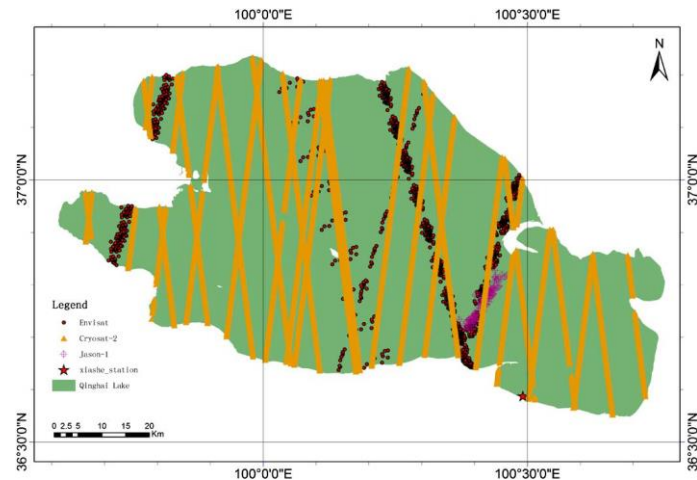 100°0'0"E 100°30'0"E
N
37°0'0"N 37°0'0"N
Legend
Envisat
Cryosat-2
Jason-1
xiashe_station
Qinghai Lake
0 2.5 5 10 15 20
Km
36°30'0"N 36°30'0"N
100°0'0"E 100°30'0"E